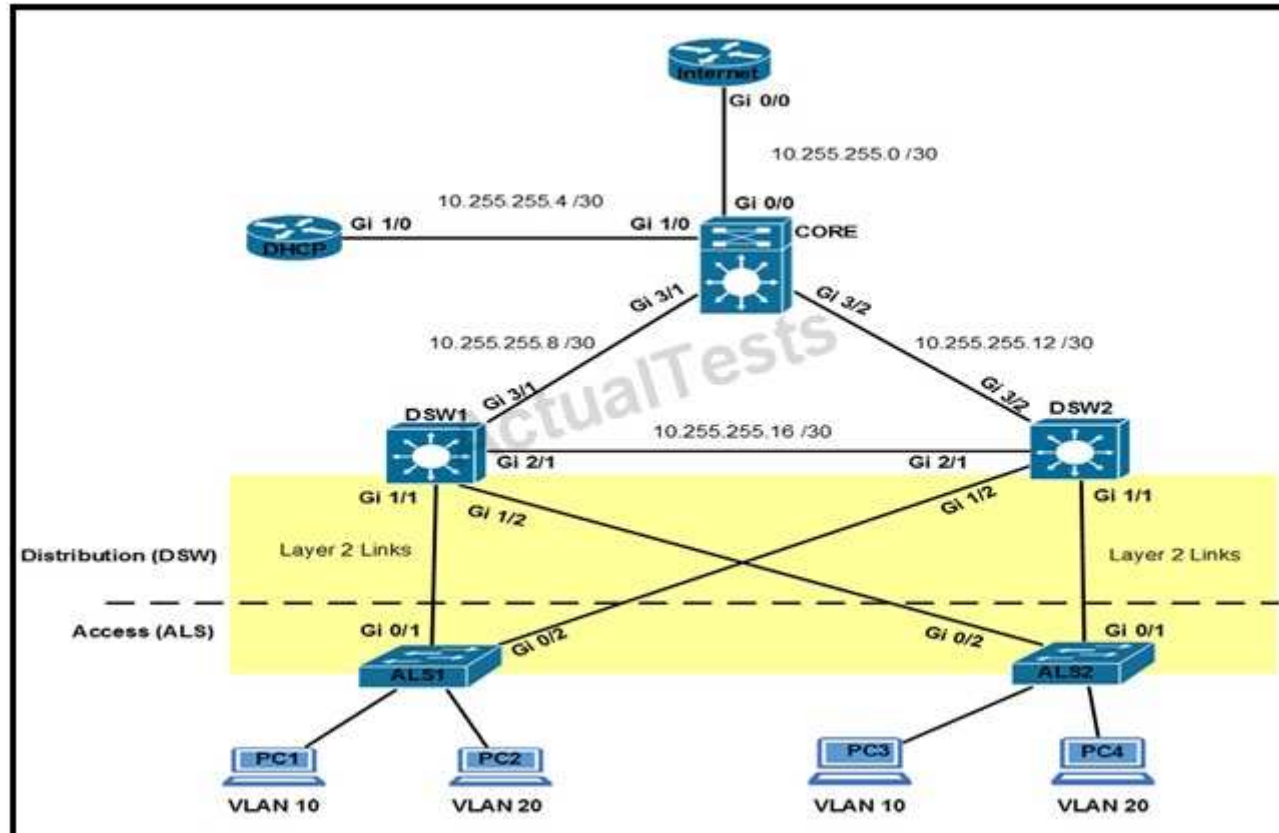 Internet
Gi 0/0
10.255.255.0 /30
10.255.255.4 /30
Gi 0/0
Gi 1/0
Gi 1/0
CORE
DHCP
Gi 3/1
Gi 3/2
10.255.255.8 /30
10.255.255.12 /30
ActualTests
Gi 3/1
Gi 3/2
DSW1
DSW2
10.255.255.16 /30
Gi 2/1
Gi 2/1
Gi 1/1
Gi 1/2
Gi 1/2
Gi 1/1
Distribution (DSW)
Layer 2 Links
Layer 2 Links
Access (ALS)
Gi 0/1
Gi 0/2
Gi 0/2
Gi 0/1
ALS1
ALS2
PC1
PC2
PC3
PC4
VLAN 10
VLAN 20
VLAN 10
VLAN 20